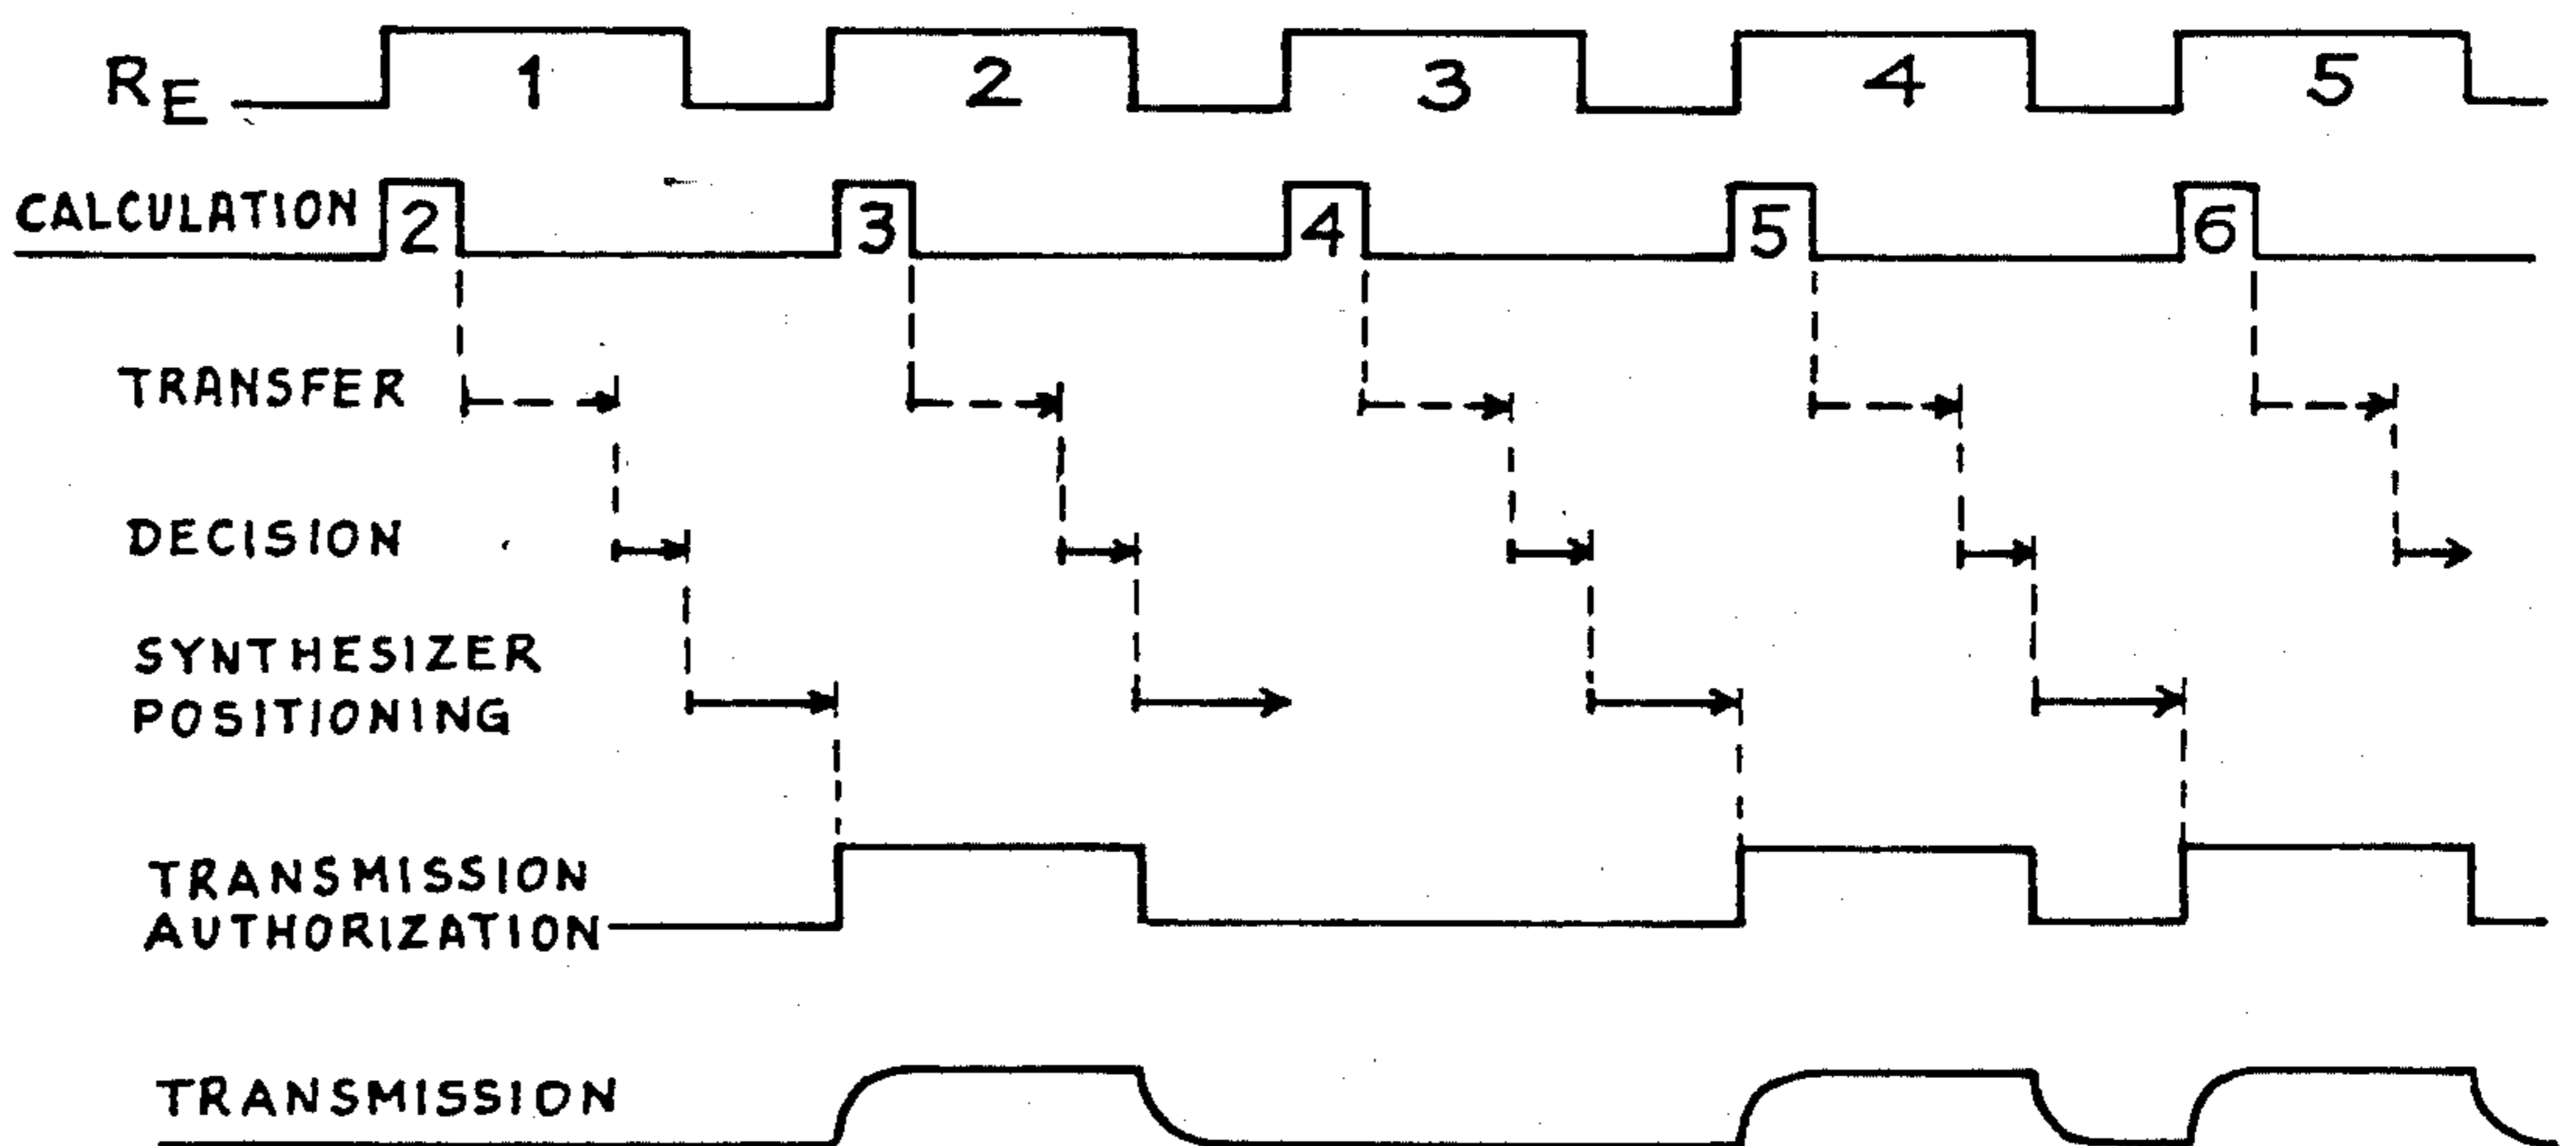 RE 1 2 3 4 5
CALCULATION 2 3 4 5 6
TRANSFER
DECISION
SYNTHESIZER
POSITIONING
TRANSMISSION
AUTHORIZATION
TRANSMISSION